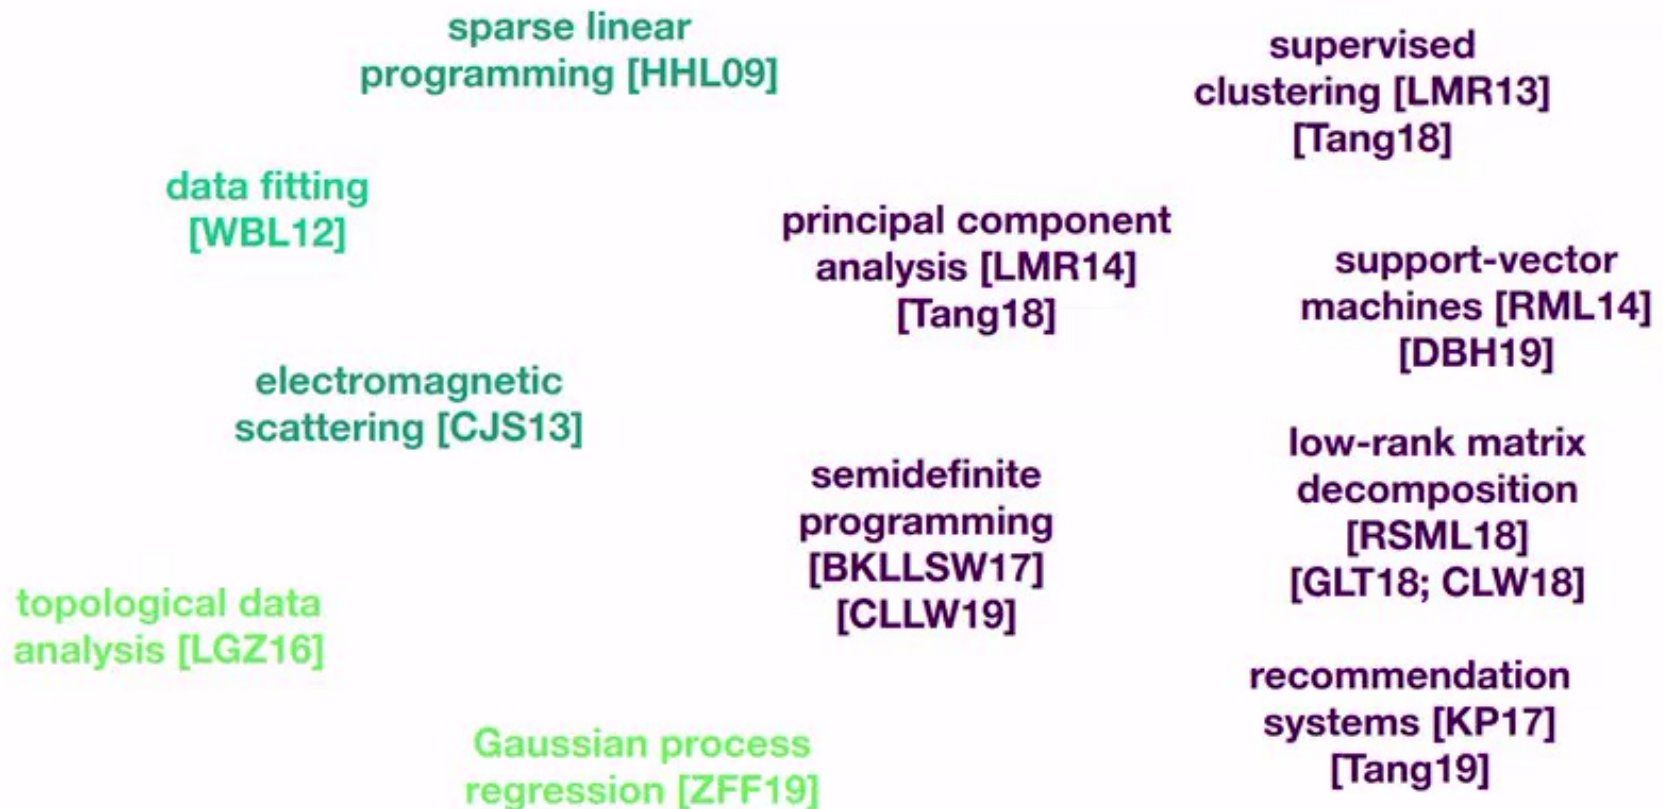 sparse linear
programming [HHL09]
supervised
clustering [LMR13]
[Tang18]
data fitting
[WBL12]
principal component
analysis [LMR14]
[Tang18]
support-vector
machines [RML14]
[DBH19]
electromagnetic
scattering [CJS13]
semidefinite
programming
[BKLLSW17]
[CLLW19]
low-rank matrix
decomposition
[RSML18]
[GLT18; CLW18]
topological data
analysis [LGZ16]
recommendation
systems [KP17]
[Tang19]
Gaussian process
regression [ZFF19]